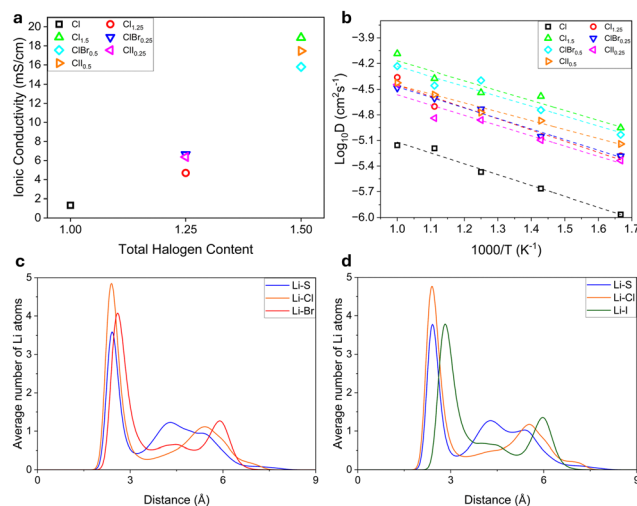 a
Ionic Conductivity (mS/cm)
20
18
16
14
12
10
8
6
4
2
0
Cl
Cl1.25
Cl1.5
ClBr0.25
ClBr0.5
ClI0.25
ClI0.5
1.00
1.25
1.50
Total Halogen Content
b
Log10D (cm2s-1)
-3.9
-4.2
-4.5
-4.8
-5.1
-5.4
-5.7
-6.0
Cl
Cl1.25
Cl1.5
ClBr0.25
ClBr0.5
ClI0.25
ClI0.5
1.0
1.1
1.2
1.3
1.4
1.5
1.6
1.7
1000/T (K-1)
c
Average number of Li atoms
5
4
3
2
1
0
Li-S
Li-Cl
Li-Br
0
3
6
9
Distance (Å)
d
Average number of Li atoms
5
4
3
2
1
0
Li-S
Li-Cl
Li-I
0
3
6
9
Distance (Å)